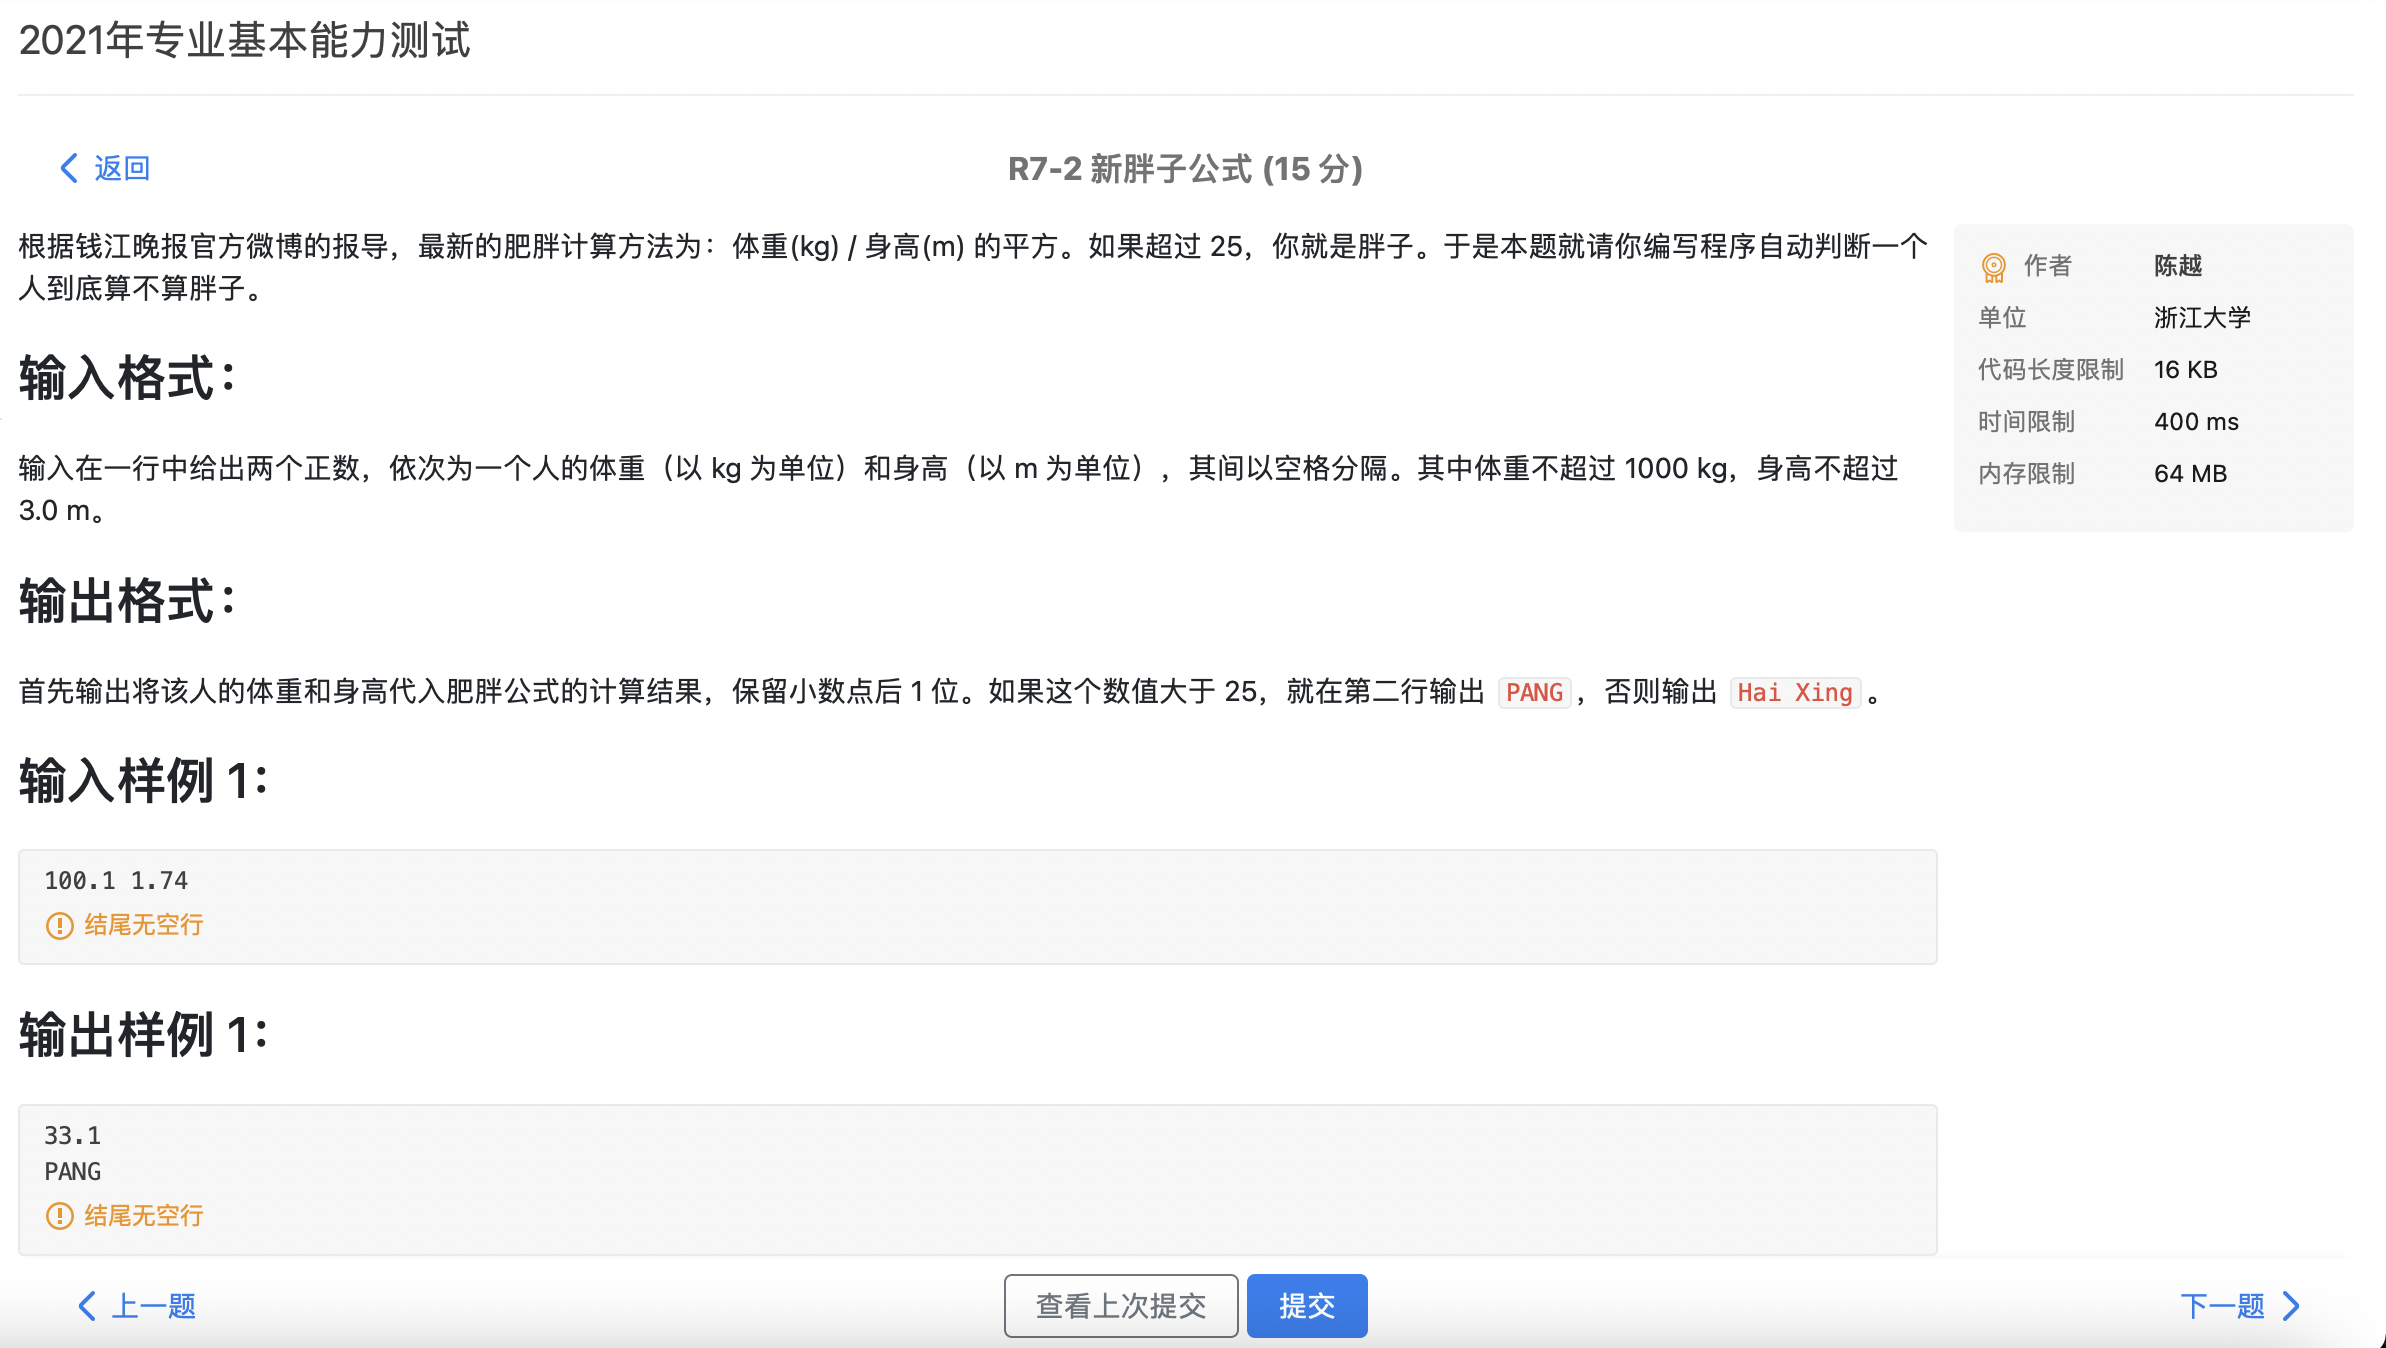 2021年专业基本能力测试
返回
R7-2 新胖子公式 (15 分)
根据钱江晚报官方微博的报导，最新的肥胖计算方法为：体重(kg) / 身高(m) 的平方。如果超过 25，你就是胖子。于是本题就请你编写程序自动判断一个
人到底算不算胖子。
作者 陈越
单位 浙江大学
代码长度限制 16 KB
时间限制 400 ms
内存限制 64 MB
输入格式：
输入在一行中给出两个正数，依次为一个人的体重（以 kg 为单位）和身高（以 m 为单位），其间以空格分隔。其中体重不超过 1000 kg，身高不超过
3.0 m。
输出格式：
首先输出将该人的体重和身高代入肥胖公式的计算结果，保留小数点后 1 位。如果这个数值大于 25，就在第二行输出 PANG，否则输出 Hai Xing。
输入样例 1:
100.1 1.74
结尾无空行
输出样例 1:
33.1
PANG
结尾无空行
上一题
查看上次提交
提交
下一题